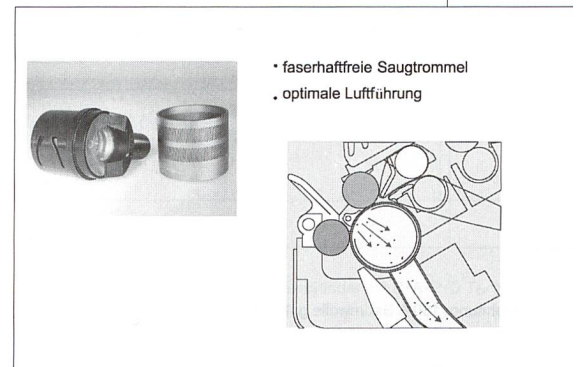 • faserhaftfreie Saugtrommel
• optimale Luftführung